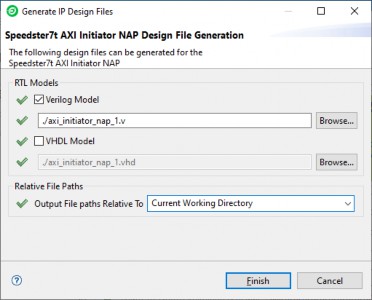 Generate IP Design Files
Speedster7t AXI Initiator NAP Design File Generation
The following design files can be generated for the
Speedster7t AXI Initiator NAP
RTL Models
Verilog Model
./axi_initiator_nap_1.v Browse...
VHDL Model
./axi_initiator_nap_1.vhd Browse...
Relative File Paths
Output File paths Relative To Current Working Directory
Finish Cancel